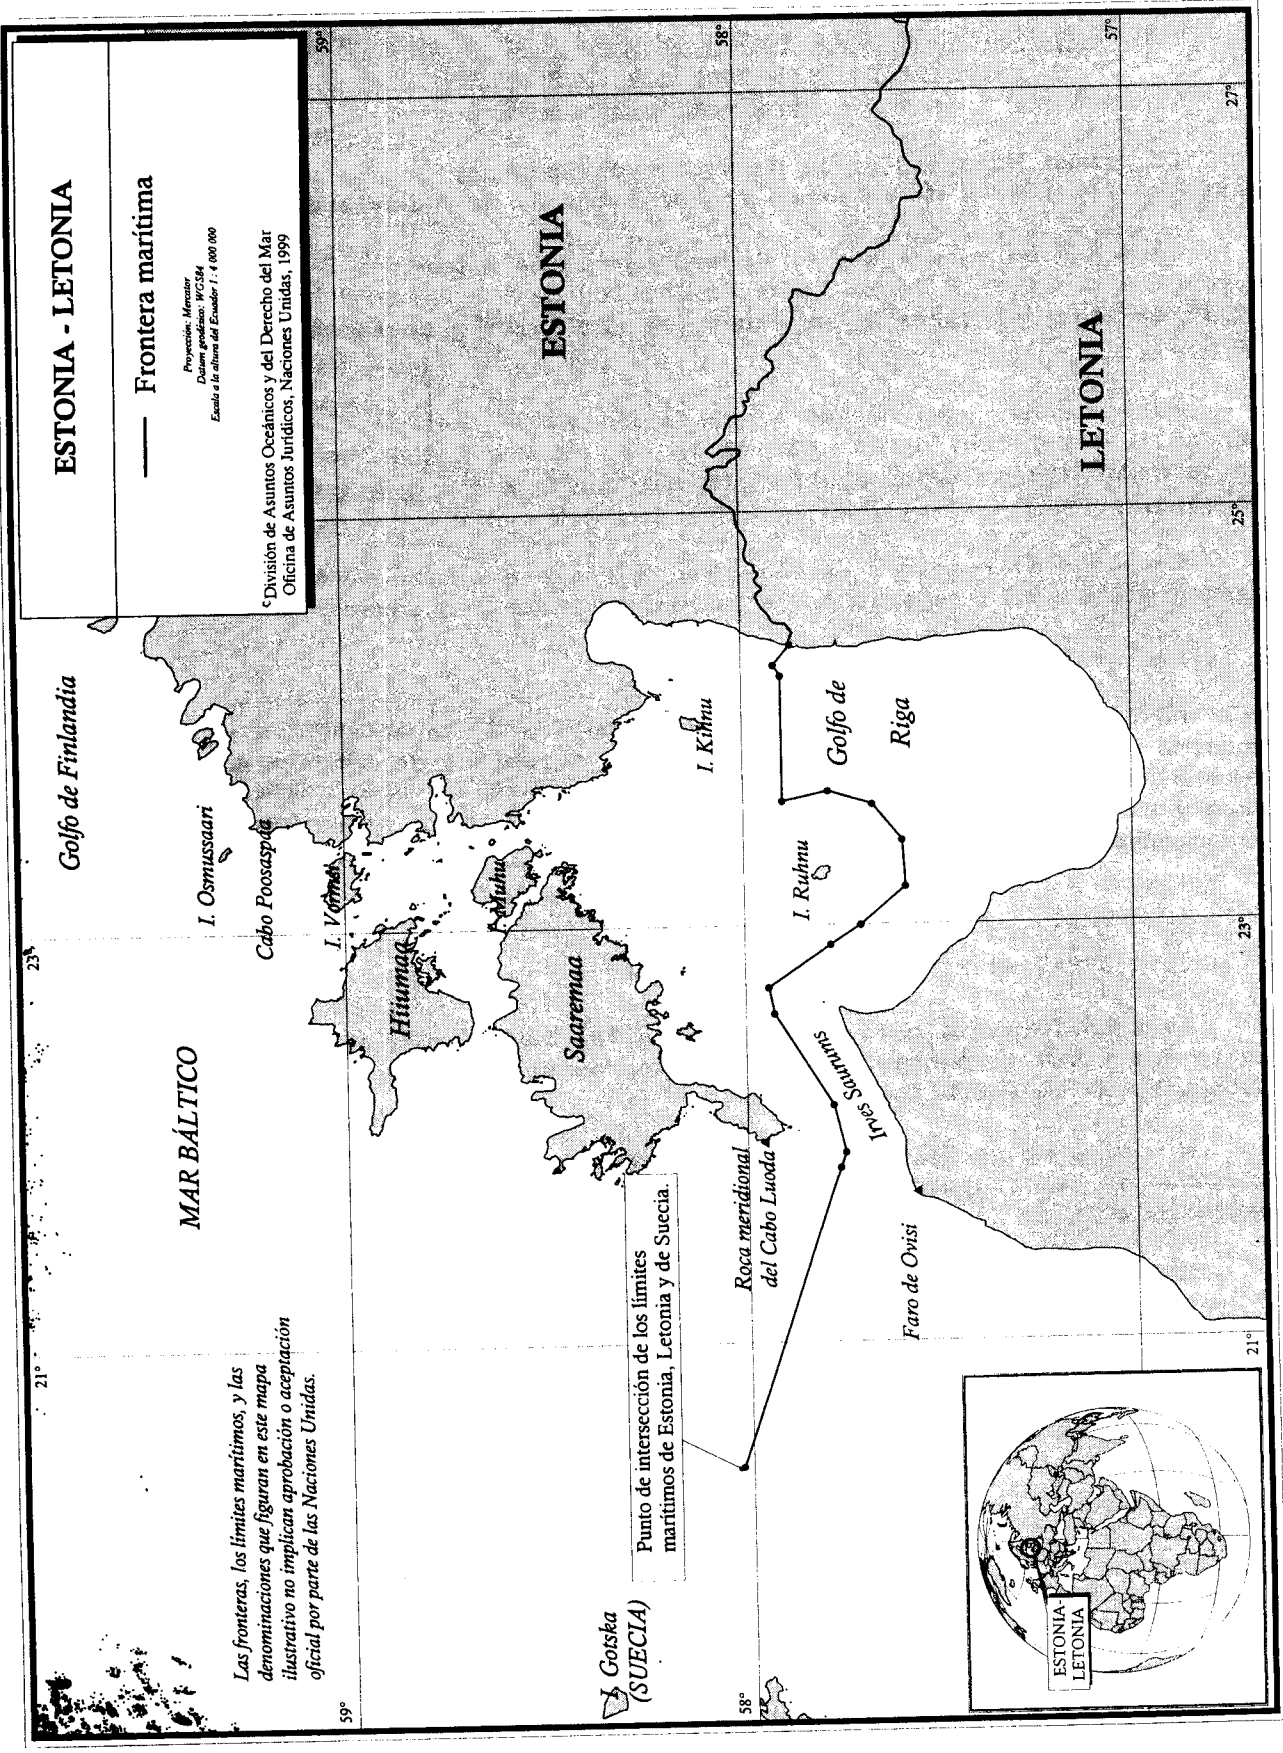 ESTONIA - LETONIA
Frontera marítima
Proyección: Mercator
Datum geodésico: WGS84
Escala a la altura del Ecuador 1 : 4 000 000
© División de Asuntos Oceánicos y del Derecho del Mar
Oficina de Asuntos Jurídicos, Naciones Unidas, 1999
Golfo de Finlandia
MAR BÁLTICO
I. Osmussaari
Cabo Poosaspaa
I. Vormsi
Hiiumaa
Muhu
Saaremaa
ESTONIA
LETONIA
I. Kihnu
I. Ruhnu
Golfo de
Riga
Irves Saurums
Roca meridional
del Cabo Luoda
Faro de Ovisi
Punto de intersección de los límites
marítimos de Estonia, Letonia y de Suecia.
I. Gotska
(SUECIA)
Las fronteras, los límites marítimos, y las
denominaciones que figuran en este mapa
ilustrativo no implican aprobación o aceptación
oficial por parte de las Naciones Unidas.
ESTONIA-
LETONIA
21°
23°
59°
58°
57°
27°
25°
23°
21°
59°
58°